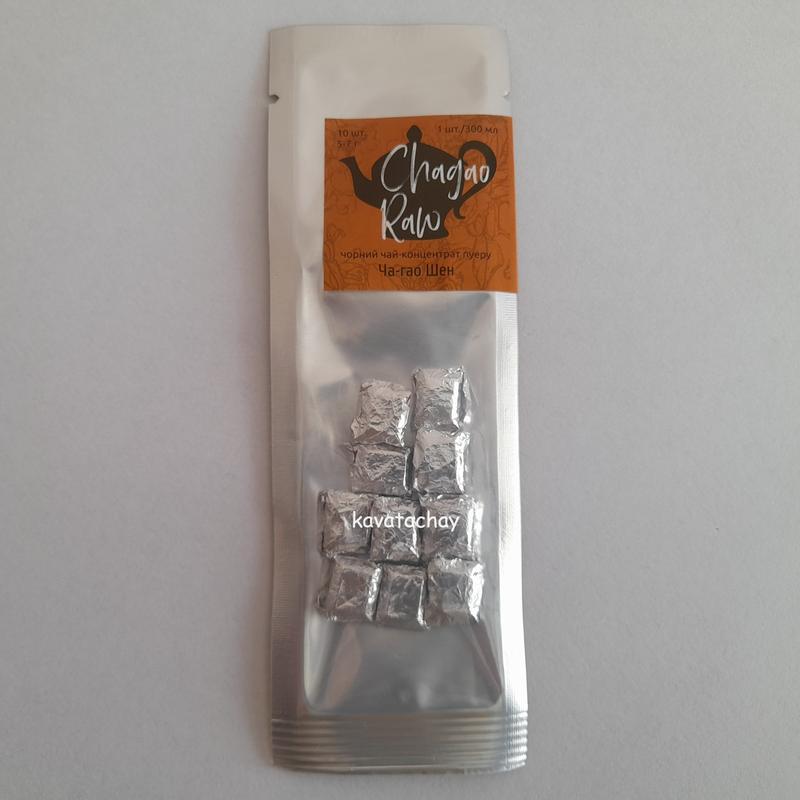 10 шт. 1 шт./300 мл
5-7 г
Chagao
Raw
чорний чай-концентрат пуеру
Ча-гао Шен
kavatachay